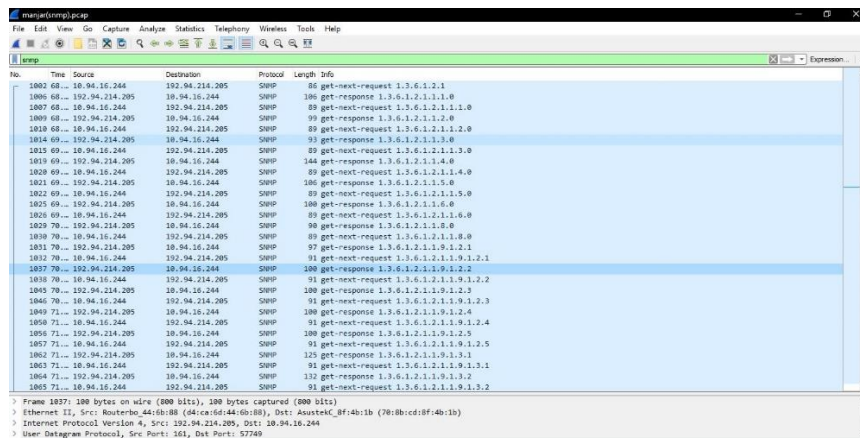 manjar(snmp).pcap
File Edit View Go Capture Analyze Statistics Telephony Wireless Tools Help
snmp Expression...
No. Time Source Destination Protocol Length Info
1002 68.… 10.94.16.244 192.94.214.205 SNMP 86 get-next-request 1.3.6.1.2.1
1006 68.… 192.94.214.205 10.94.16.244 SNMP 106 get-response 1.3.6.1.2.1.1.1.0
1007 68.… 10.94.16.244 192.94.214.205 SNMP 89 get-next-request 1.3.6.1.2.1.1.1.0
1009 68.… 192.94.214.205 10.94.16.244 SNMP 99 get-response 1.3.6.1.2.1.1.2.0
1010 68.… 10.94.16.244 192.94.214.205 SNMP 89 get-next-request 1.3.6.1.2.1.1.2.0
1014 69.… 192.94.214.205 10.94.16.244 SNMP 93 get-response 1.3.6.1.2.1.1.3.0
1015 69.… 10.94.16.244 192.94.214.205 SNMP 89 get-next-request 1.3.6.1.2.1.1.3.0
1019 69.… 192.94.214.205 10.94.16.244 SNMP 144 get-response 1.3.6.1.2.1.1.4.0
1020 69.… 10.94.16.244 192.94.214.205 SNMP 89 get-next-request 1.3.6.1.2.1.1.4.0
1021 69.… 192.94.214.205 10.94.16.244 SNMP 106 get-response 1.3.6.1.2.1.1.5.0
1022 69.… 10.94.16.244 192.94.214.205 SNMP 89 get-next-request 1.3.6.1.2.1.1.5.0
1025 69.… 192.94.214.205 10.94.16.244 SNMP 100 get-response 1.3.6.1.2.1.1.6.0
1026 69.… 10.94.16.244 192.94.214.205 SNMP 89 get-next-request 1.3.6.1.2.1.1.6.0
1029 70.… 192.94.214.205 10.94.16.244 SNMP 90 get-response 1.3.6.1.2.1.1.8.0
1030 70.… 10.94.16.244 192.94.214.205 SNMP 89 get-next-request 1.3.6.1.2.1.1.8.0
1031 70.… 192.94.214.205 10.94.16.244 SNMP 97 get-response 1.3.6.1.2.1.1.9.1.2.1
1032 70.… 10.94.16.244 192.94.214.205 SNMP 91 get-next-request 1.3.6.1.2.1.1.9.1.2.1
1037 70.… 192.94.214.205 10.94.16.244 SNMP 100 get-response 1.3.6.1.2.1.1.9.1.2.2
1038 70.… 10.94.16.244 192.94.214.205 SNMP 91 get-next-request 1.3.6.1.2.1.1.9.1.2.2
1045 70.… 192.94.214.205 10.94.16.244 SNMP 100 get-response 1.3.6.1.2.1.1.9.1.2.3
1046 70.… 10.94.16.244 192.94.214.205 SNMP 91 get-next-request 1.3.6.1.2.1.1.9.1.2.3
1049 71.… 192.94.214.205 10.94.16.244 SNMP 100 get-response 1.3.6.1.2.1.1.9.1.2.4
1050 71.… 10.94.16.244 192.94.214.205 SNMP 91 get-next-request 1.3.6.1.2.1.1.9.1.2.4
1056 71.… 192.94.214.205 10.94.16.244 SNMP 100 get-response 1.3.6.1.2.1.1.9.1.2.5
1057 71.… 10.94.16.244 192.94.214.205 SNMP 91 get-next-request 1.3.6.1.2.1.1.9.1.2.5
1062 71.… 192.94.214.205 10.94.16.244 SNMP 125 get-response 1.3.6.1.2.1.1.9.1.3.1
1063 71.… 10.94.16.244 192.94.214.205 SNMP 91 get-next-request 1.3.6.1.2.1.1.9.1.3.1
1064 71.… 192.94.214.205 10.94.16.244 SNMP 132 get-response 1.3.6.1.2.1.1.9.1.3.2
1065 71.… 10.94.16.244 192.94.214.205 SNMP 91 get-next-request 1.3.6.1.2.1.1.9.1.3.2
> Frame 1037: 100 bytes on wire (800 bits), 100 bytes captured (800 bits)
> Ethernet II, Src: Routerbo_44:6b:88 (d4:ca:6d:44:6b:88), Dst: AsustekC_8f:4b:1b (70:8b:cd:8f:4b:1b)
> Internet Protocol Version 4, Src: 192.94.214.205, Dst: 10.94.16.244
> User Datagram Protocol, Src Port: 161, Dst Port: 57749